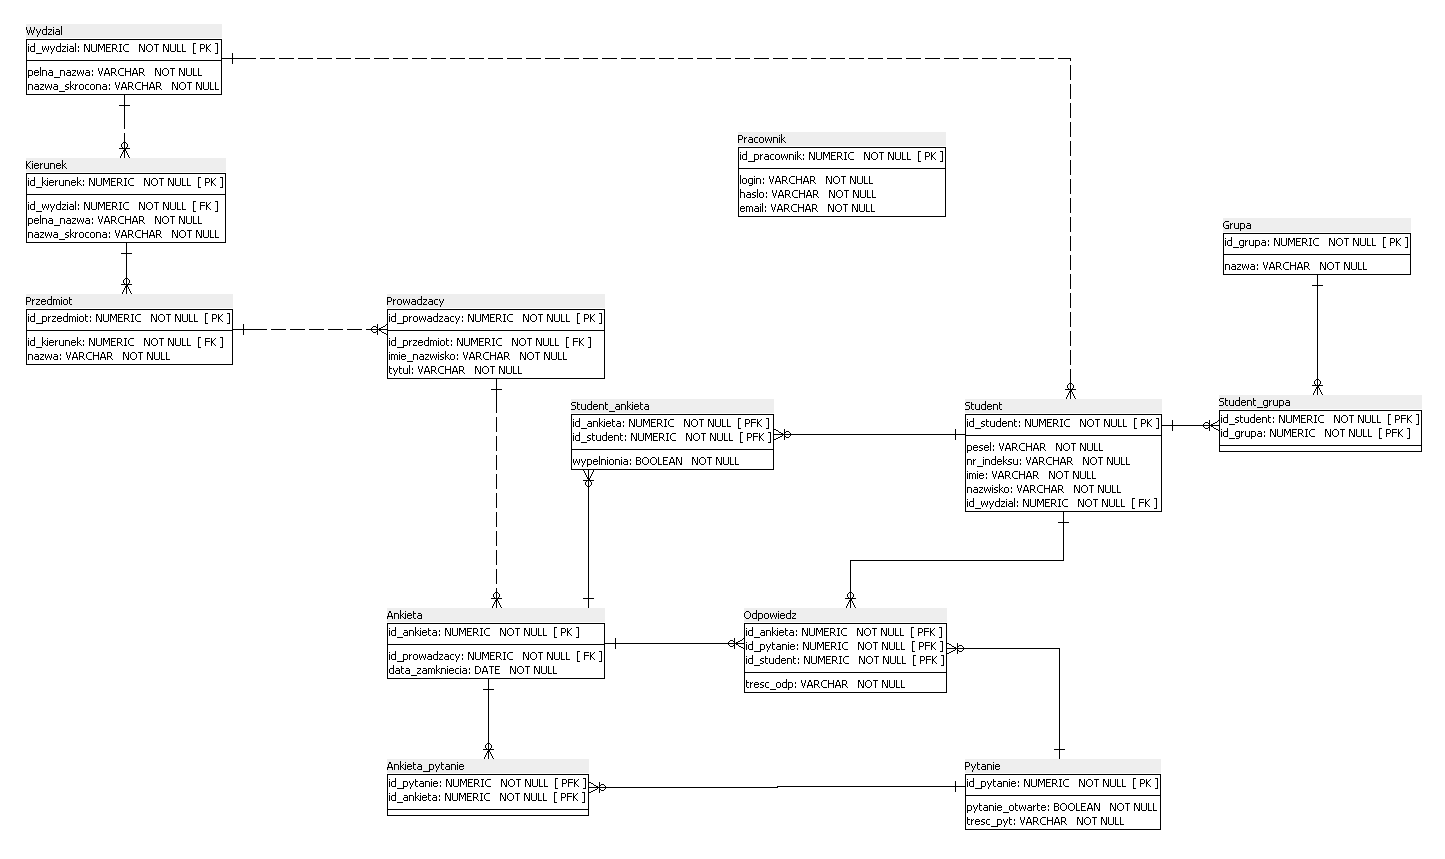 Wydzial
id_wydzial: NUMERIC NOT NULL [ PK ]
pelna_nazwa: VARCHAR NOT NULL
nazwa_skrocona: VARCHAR NOT NULL
Kierunek
id_kierunek: NUMERIC NOT NULL [ PK ]
id_wydzial: NUMERIC NOT NULL [ FK ]
pelna_nazwa: VARCHAR NOT NULL
nazwa_skrocona: VARCHAR NOT NULL
Pracownik
id_pracownik: NUMERIC NOT NULL [ PK ]
login: VARCHAR NOT NULL
haslo: VARCHAR NOT NULL
email: VARCHAR NOT NULL
Grupa
id_grupa: NUMERIC NOT NULL [ PK ]
nazwa: VARCHAR NOT NULL
Przedmiot
id_przedmiot: NUMERIC NOT NULL [ PK ]
id_kierunek: NUMERIC NOT NULL [ FK ]
nazwa: VARCHAR NOT NULL
Prowadzacy
id_prowadzacy: NUMERIC NOT NULL [ PK ]
id_przedmiot: NUMERIC NOT NULL [ FK ]
imie_nazwisko: VARCHAR NOT NULL
tytul: VARCHAR NOT NULL
Student_ankieta
id_ankieta: NUMERIC NOT NULL [ PFK ]
id_student: NUMERIC NOT NULL [ PFK ]
wypelnionia: BOOLEAN NOT NULL
Student
id_student: NUMERIC NOT NULL [ PK ]
pesel: VARCHAR NOT NULL
nr_indeksu: VARCHAR NOT NULL
imie: VARCHAR NOT NULL
nazwisko: VARCHAR NOT NULL
id_wydzial: NUMERIC NOT NULL [ FK ]
Student_grupa
id_student: NUMERIC NOT NULL [ PFK ]
id_grupa: NUMERIC NOT NULL [ PFK ]
Ankieta
id_ankieta: NUMERIC NOT NULL [ PK ]
id_prowadzacy: NUMERIC NOT NULL [ FK ]
data_zamkniecia: DATE NOT NULL
Odpowiedz
id_ankieta: NUMERIC NOT NULL [ PFK ]
id_pytanie: NUMERIC NOT NULL [ PFK ]
id_student: NUMERIC NOT NULL [ PFK ]
tresc_odp: VARCHAR NOT NULL
Ankieta_pytanie
id_pytanie: NUMERIC NOT NULL [ PFK ]
id_ankieta: NUMERIC NOT NULL [ PFK ]
Pytanie
id_pytanie: NUMERIC NOT NULL [ PK ]
pytanie_otwarte: BOOLEAN NOT NULL
tresc_pyt: VARCHAR NOT NULL